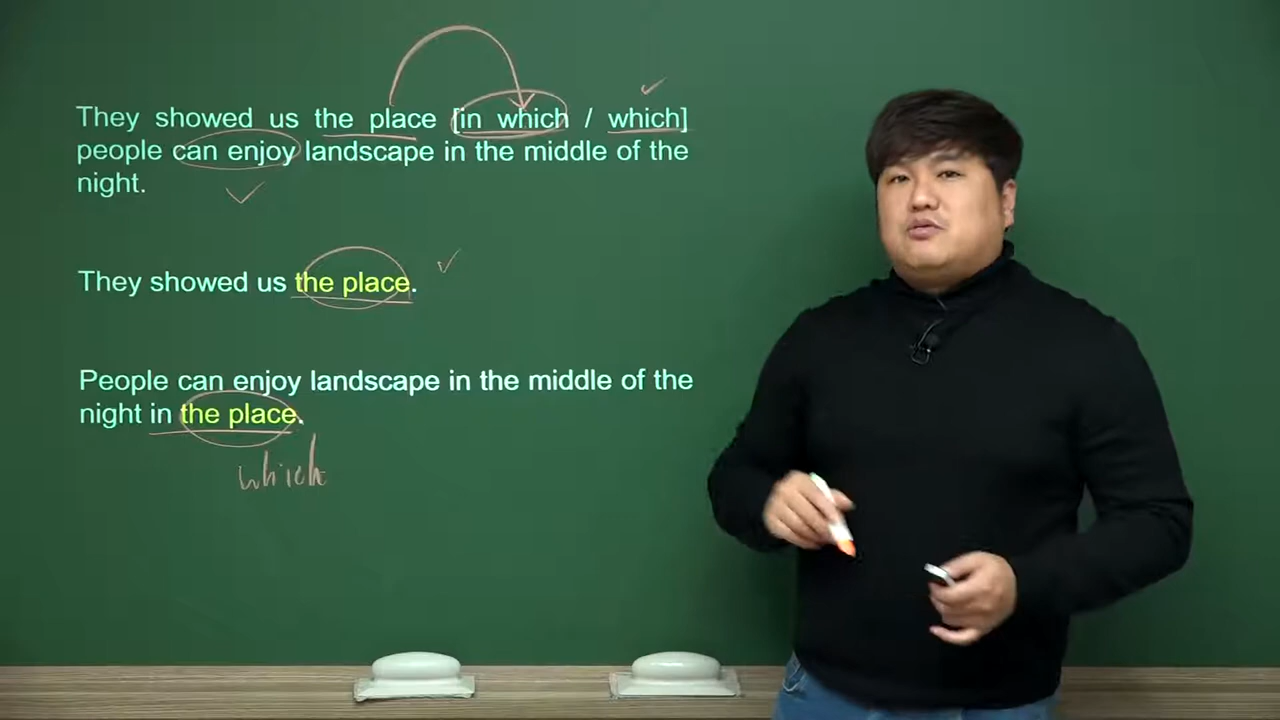 They showed us the place [in which / which]
people can enjoy landscape in the middle of the
night.
They showed us the place.
People can enjoy landscape in the middle of the
night in the place.
which